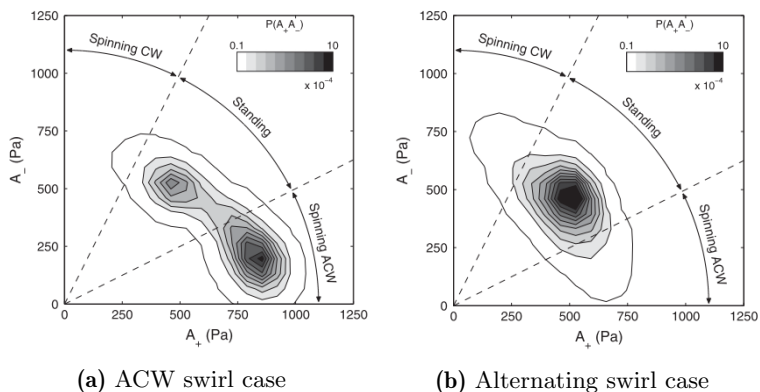 1250
1000
750
500
250
0
A_ (Pa)
0 250 500 750 1000 1250
A+ (Pa)
Spinning CW
Standing
Spinning ACW
P(A+A_)
0.1 10
x 10^-4
(a) ACW swirl case
1250
1000
750
500
250
0
A_ (Pa)
0 250 500 750 1000 1250
A+ (Pa)
Spinning CW
Standing
Spinning ACW
P(A+A_)
0.1 10
x 10^-4
(b) Alternating swirl case